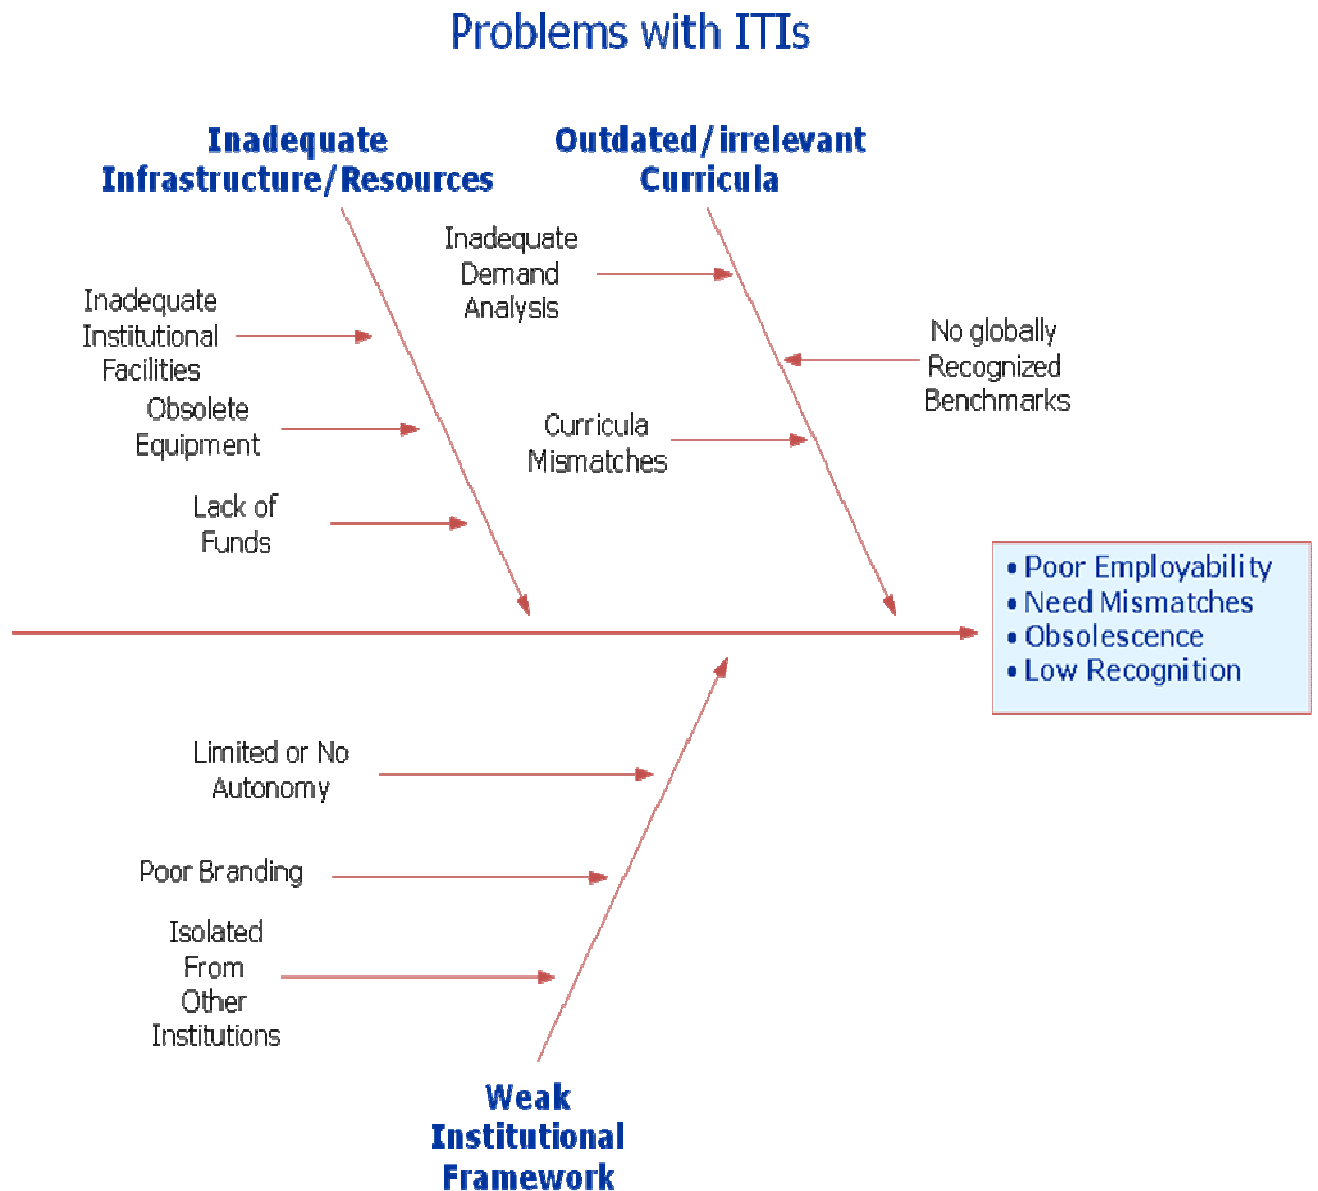 Problems with ITIs
Inadequate
Infrastructure/Resources
Outdated/irrelevant
Curricula
Inadequate
Demand
Analysis
Inadequate
Institutional
Facilities
No globally
Recognized
Benchmarks
Obsolete
Equipment
Curricula
Mismatches
Lack of
Funds
• Poor Employability
• Need Mismatches
• Obsolescence
• Low Recognition
Limited or No
Autonomy
Poor Branding
Isolated
From
Other
Institutions
Weak
Institutional
Framework